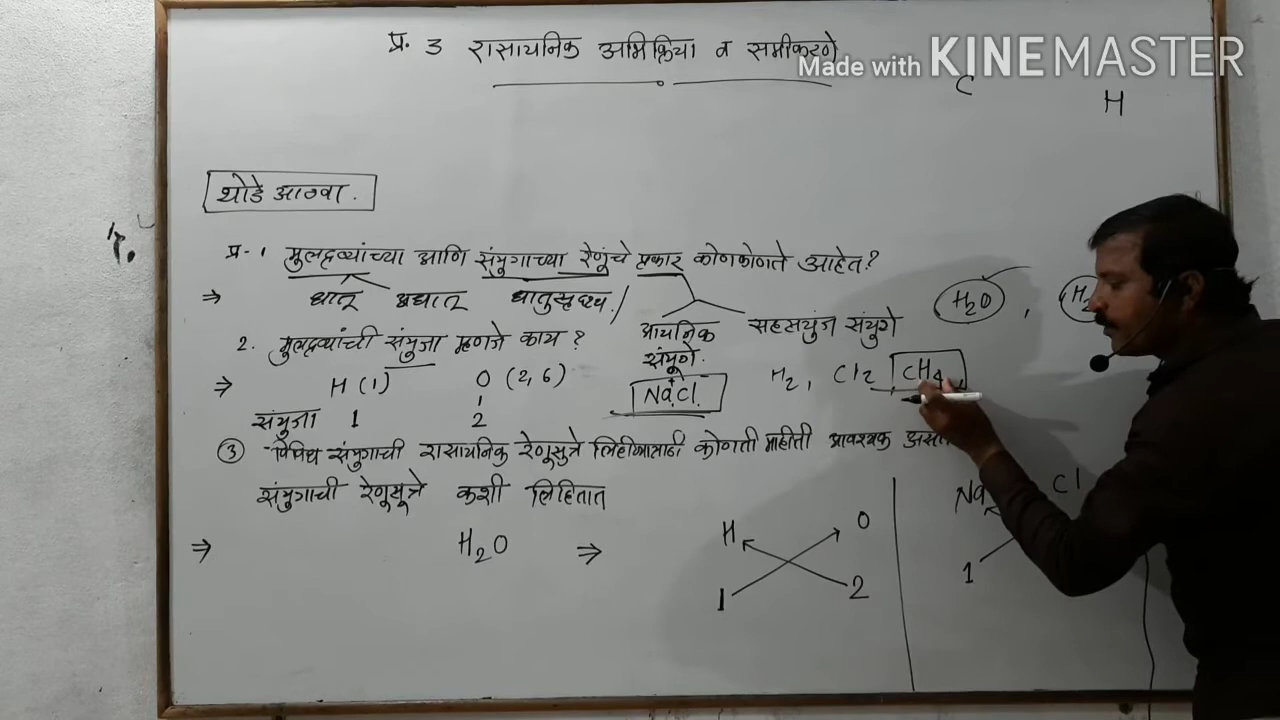 प्र. 3 रासायनिक अभिक्रिया व समीकरणे
Made with KINEMASTER
C
H
थोडे आठवा.
प्र. १ मुलद्रव्यांच्या आणि संयुगाच्या रेणूंचे प्रकार कोणकोणते आहेत?
⇒ धातू अधातू धातुसदृश्य /
आयनिक संयुगे. सहसयुंज संयुगे
H2O ,
2. मुलद्रव्यांची संयुजा म्हणजे काय?
⇒ H (1) O (2,6) NaCl. H2, Cl2 CH4
संयुजा 1 2
③ विविध संयुगाची रासायनिक रेणूसुत्रे लिहीण्यासाठी कोणती माहीती आवश्यक
संयुगाची रेणूसूत्रे कशी लिहितात
Na Cl
⇒ H2O ⇒ H O
1 2
1